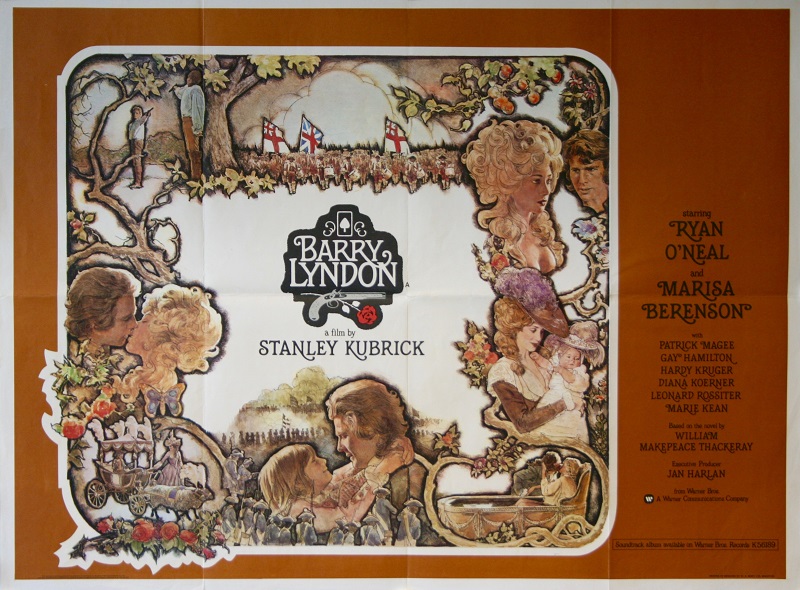 BARRY
LYNDON
a film by
STANLEY KUBRICK
starring
RYAN
O'NEAL
and
MARISA
BERENSON
with
PATRICK MAGEE
GAY HAMILTON
HARDY KRUGER
DIANA KOERNER
LEONARD ROSSITER
MARIE KEAN
Based on the novel by
WILLIAM
MAKEPEACE THACKERAY
Executive Producer
JAN HARLAN
from Warner Bros
A Warner Communications Company
Soundtrack Album available on Warner Bros. Records K56189